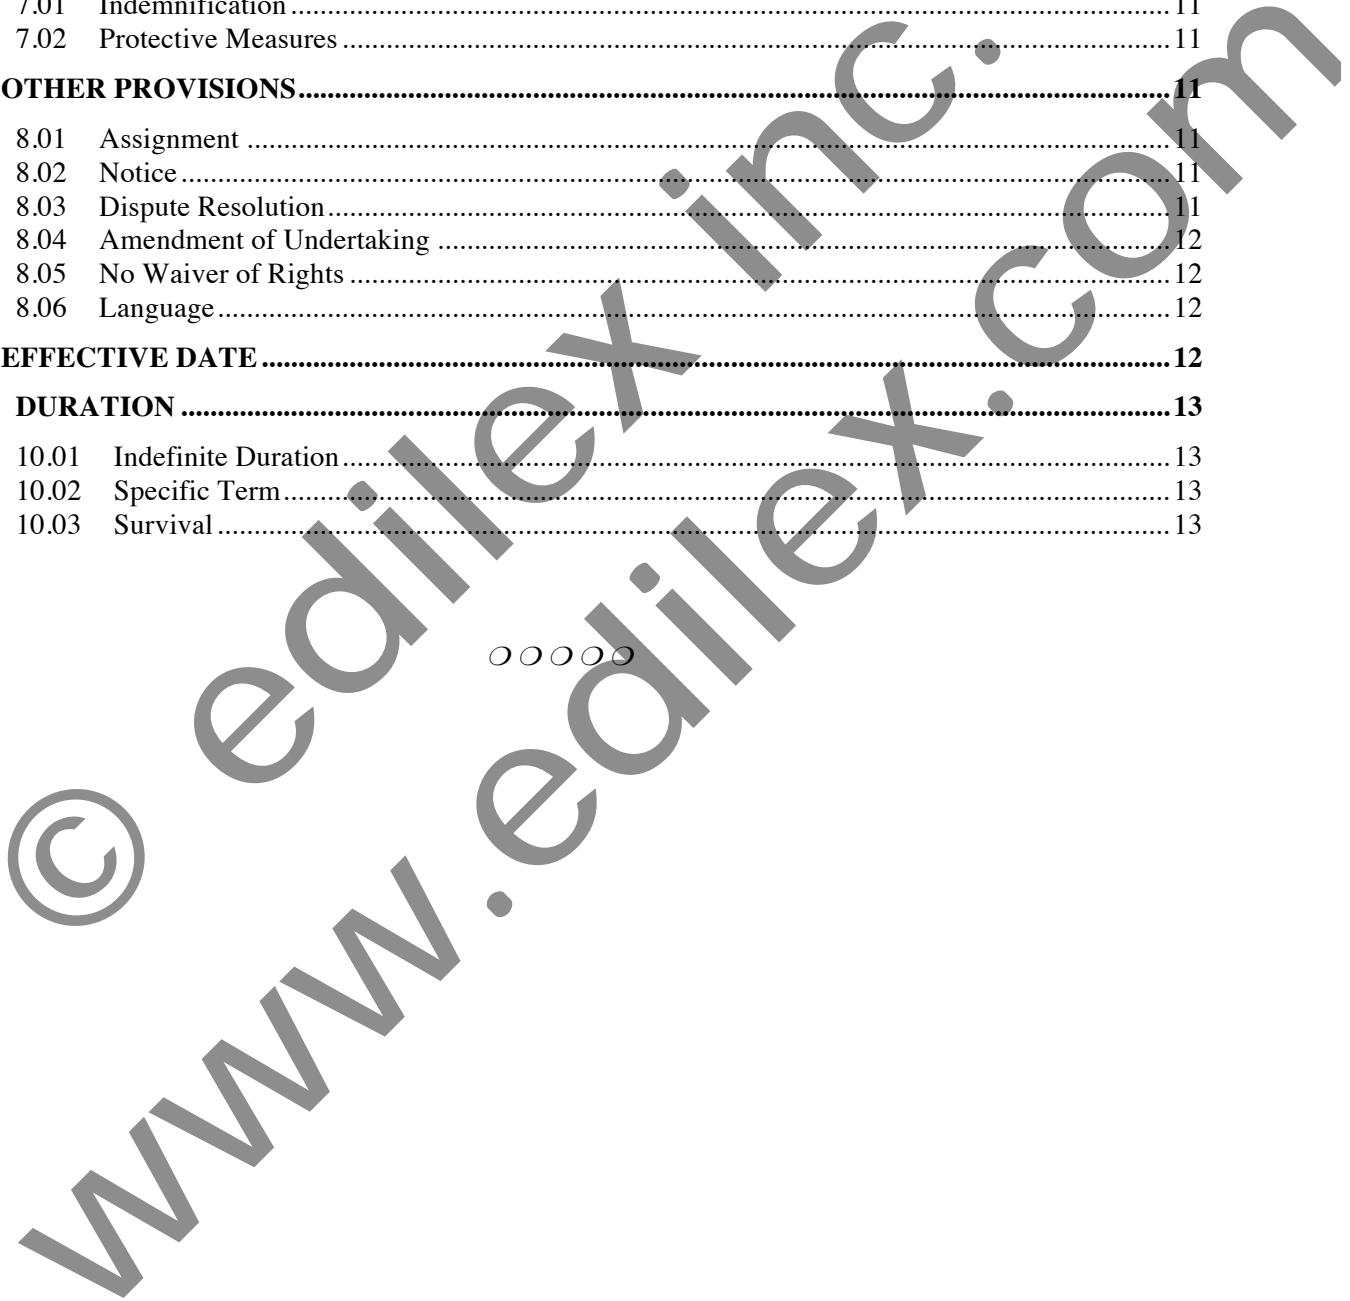 7.01 Indemnification 11
7.02 Protective Measures 11
OTHER PROVISIONS 11
8.01 Assignment 11
8.02 Notice 11
8.03 Dispute Resolution 11
8.04 Amendment of Undertaking 12
8.05 No Waiver of Rights 12
8.06 Language 12
EFFECTIVE DATE 12
DURATION 13
10.01 Indefinite Duration 13
10.02 Specific Term 13
10.03 Survival 13
❍❍❍❍❍
© edilex inc.
www.edilex.com